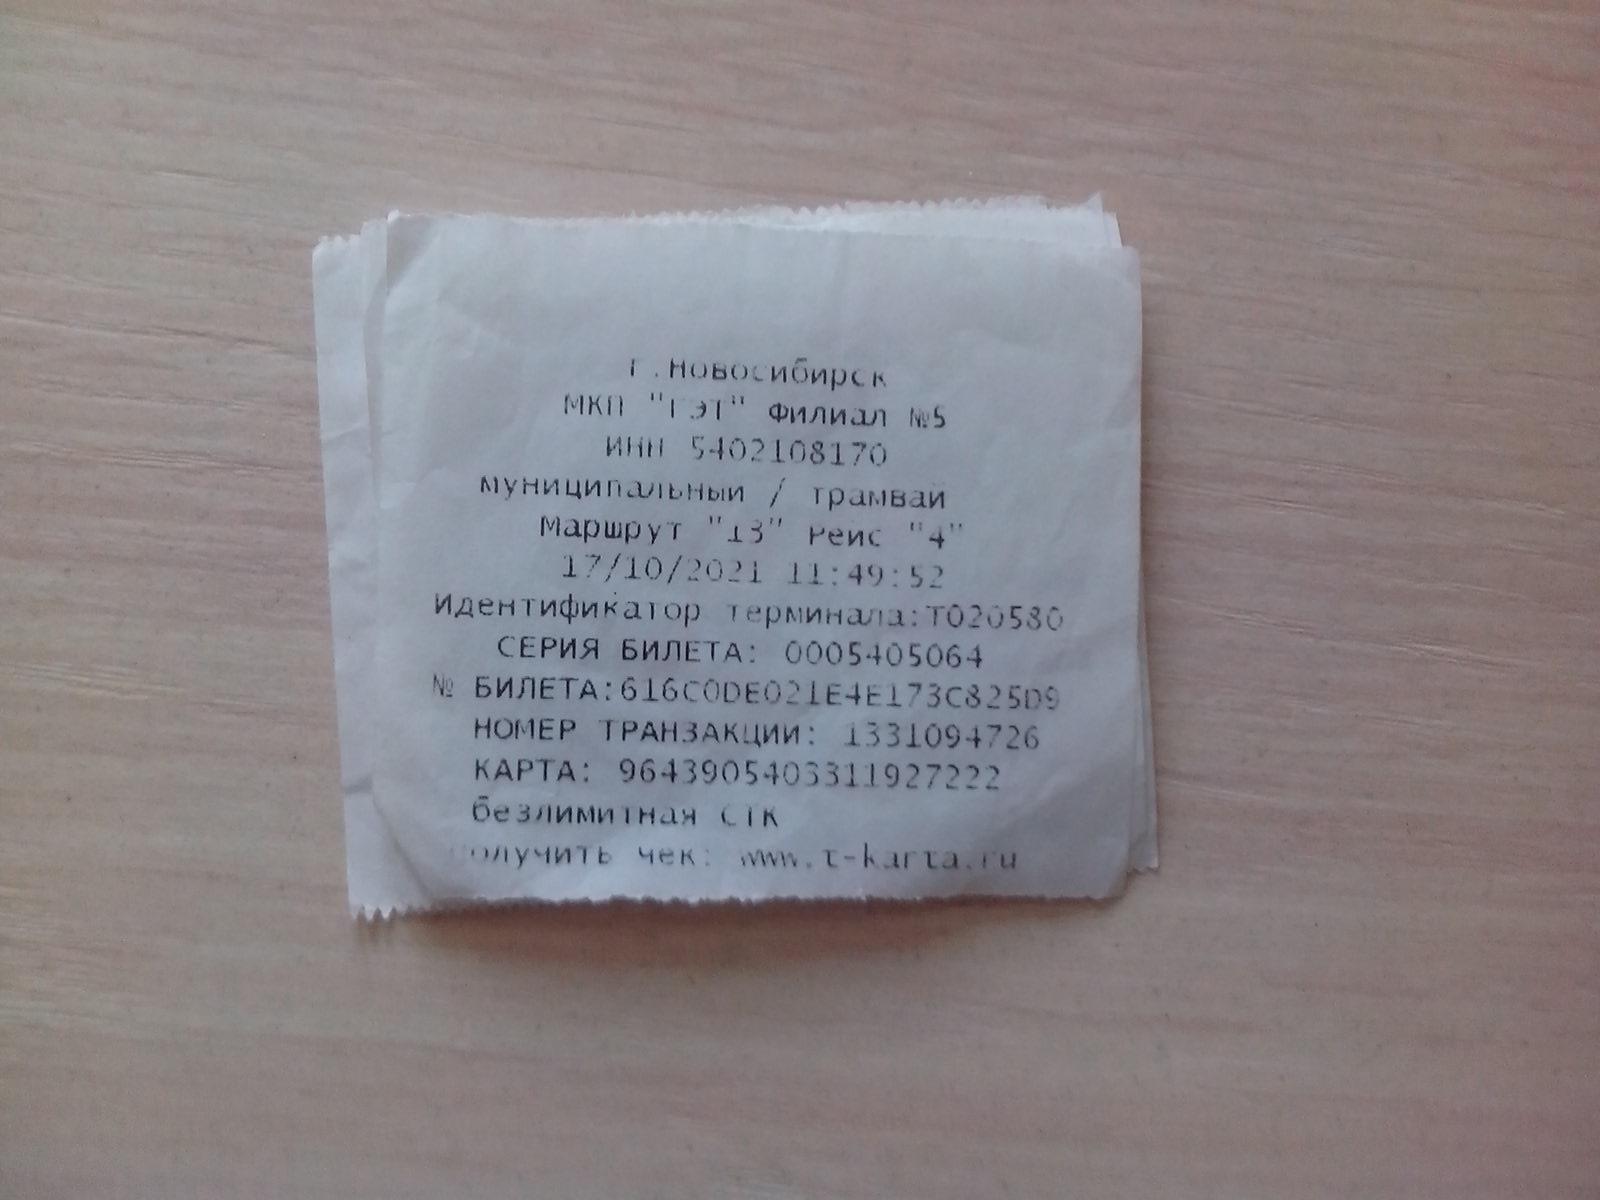 г.Новосибирск
МКП "ГЭТ" Филиал №5
ИНН 5402108170
муниципальный / трамвай
Маршрут "13" Рейс "4"
17/10/2021 11:49:52
Идентификатор терминала:T020580
СЕРИЯ БИЛЕТА: 0005405064
№ БИЛЕТА:616C0DE021E4E173C825D9
НОМЕР ТРАНЗАКЦИИ: 1331094726
КАРТА: 9643905403311927222
безлимитная СТК
получить чек: www.t-karta.ru